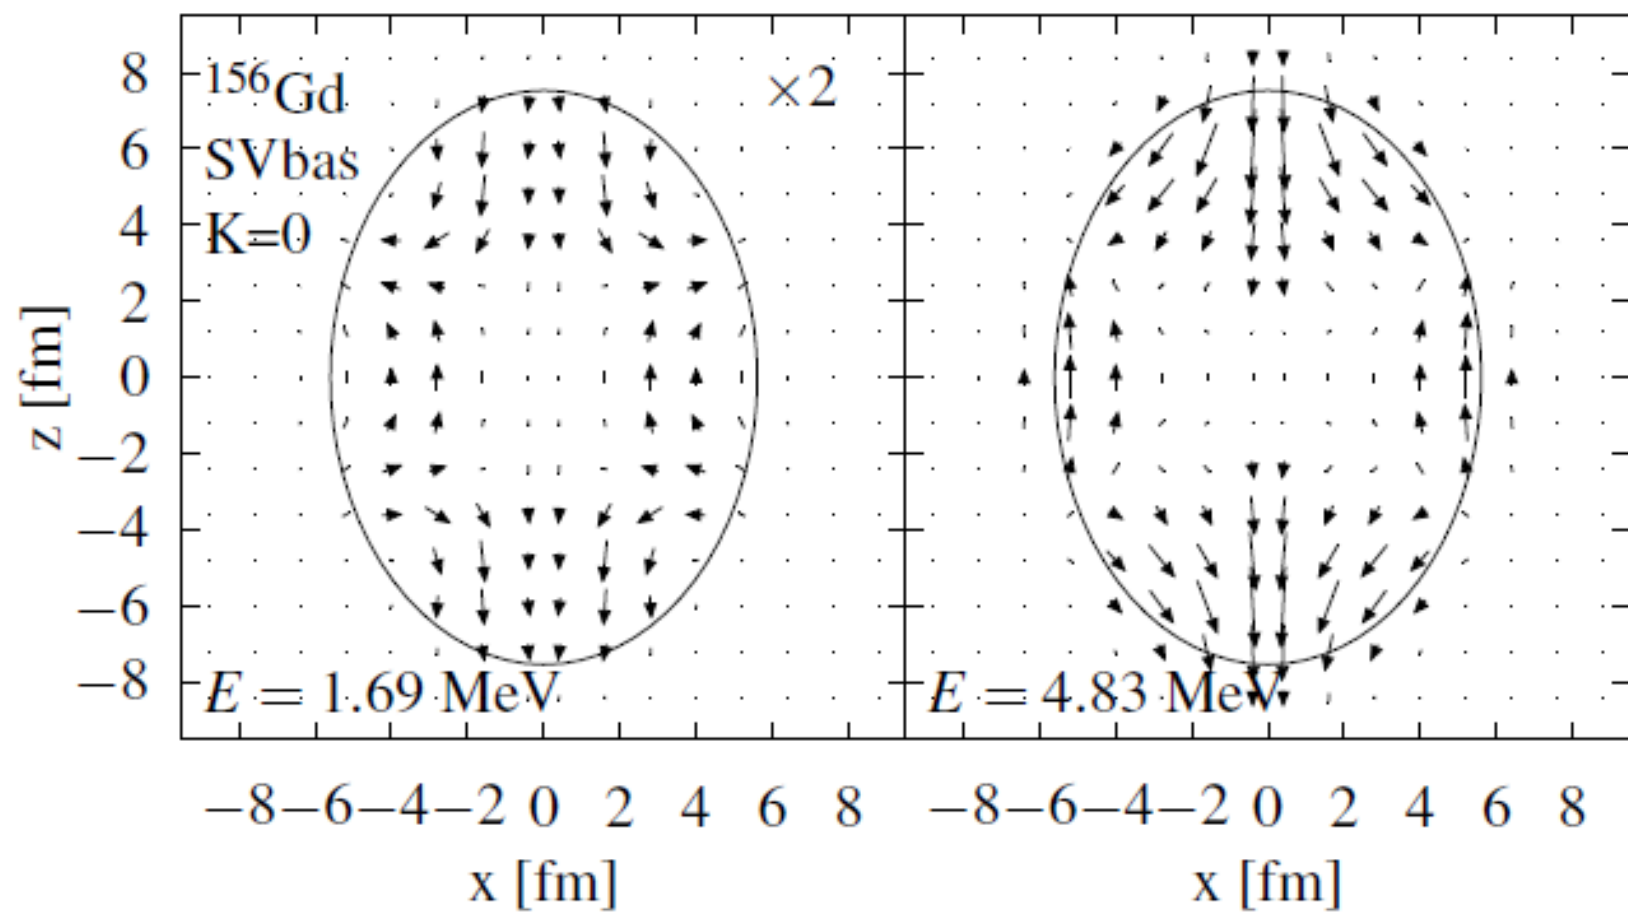 ¹⁵⁶Gd
×2
SVbas
K=0
8
6
4
2
0
−2
−4
−6
−8
z [fm]
E = 1.69 MeV
E = 4.83 MeV
−8 −6 −4 −2 0 2 4 6 8
−8 −6 −4 −2 0 2 4 6 8
x [fm]
x [fm]